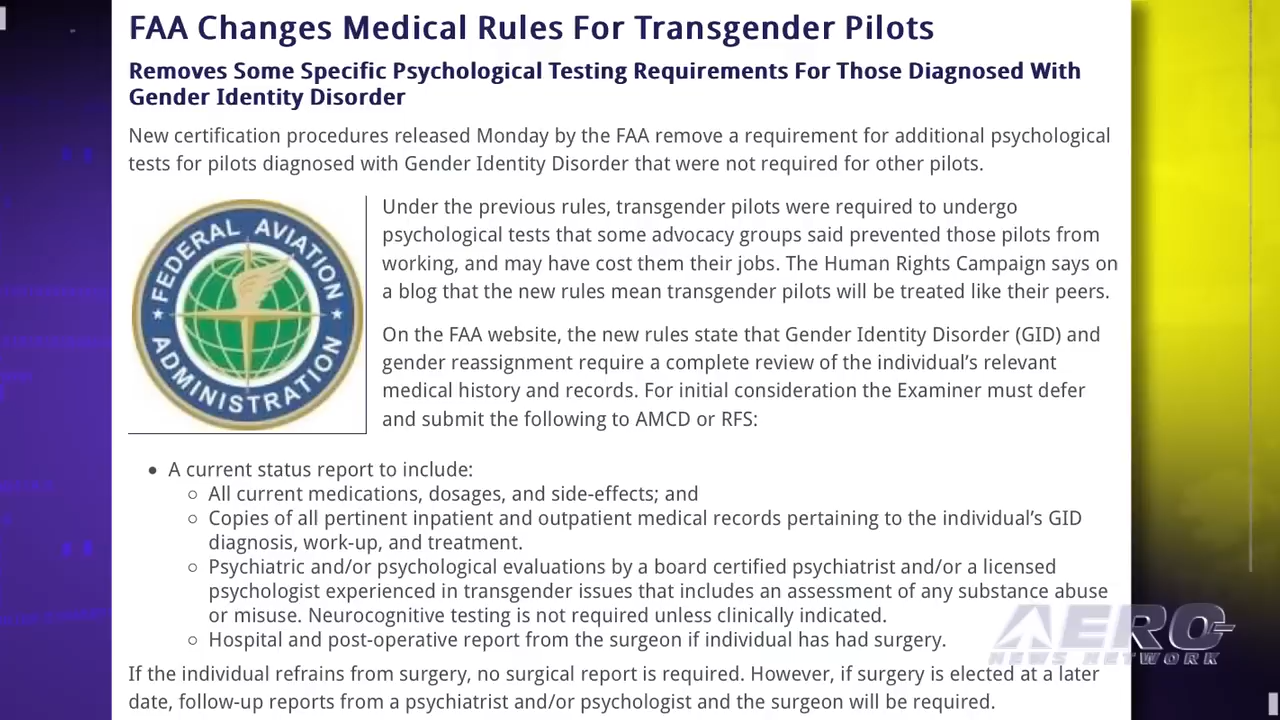 FAA Changes Medical Rules For Transgender Pilots
Removes Some Specific Psychological Testing Requirements For Those Diagnosed With
Gender Identity Disorder
New certification procedures released Monday by the FAA remove a requirement for additional psychological
tests for pilots diagnosed with Gender Identity Disorder that were not required for other pilots.
FEDERAL AVIATION
ADMINISTRATION
Under the previous rules, transgender pilots were required to undergo
psychological tests that some advocacy groups said prevented those pilots from
working, and may have cost them their jobs. The Human Rights Campaign says on
a blog that the new rules mean transgender pilots will be treated like their peers.
On the FAA website, the new rules state that Gender Identity Disorder (GID) and
gender reassignment require a complete review of the individual’s relevant
medical history and records. For initial consideration the Examiner must defer
and submit the following to AMCD or RFS:
• A current status report to include:
○ All current medications, dosages, and side-effects; and
○ Copies of all pertinent inpatient and outpatient medical records pertaining to the individual’s GID
diagnosis, work-up, and treatment.
○ Psychiatric and/or psychological evaluations by a board certified psychiatrist and/or a licensed
psychologist experienced in transgender issues that includes an assessment of any substance abuse
or misuse. Neurocognitive testing is not required unless clinically indicated.
○ Hospital and post-operative report from the surgeon if individual has had surgery.
If the individual refrains from surgery, no surgical report is required. However, if surgery is elected at a later
date, follow-up reports from a psychiatrist and/or psychologist and the surgeon will be required.
AERO-
NEWS NETWORK